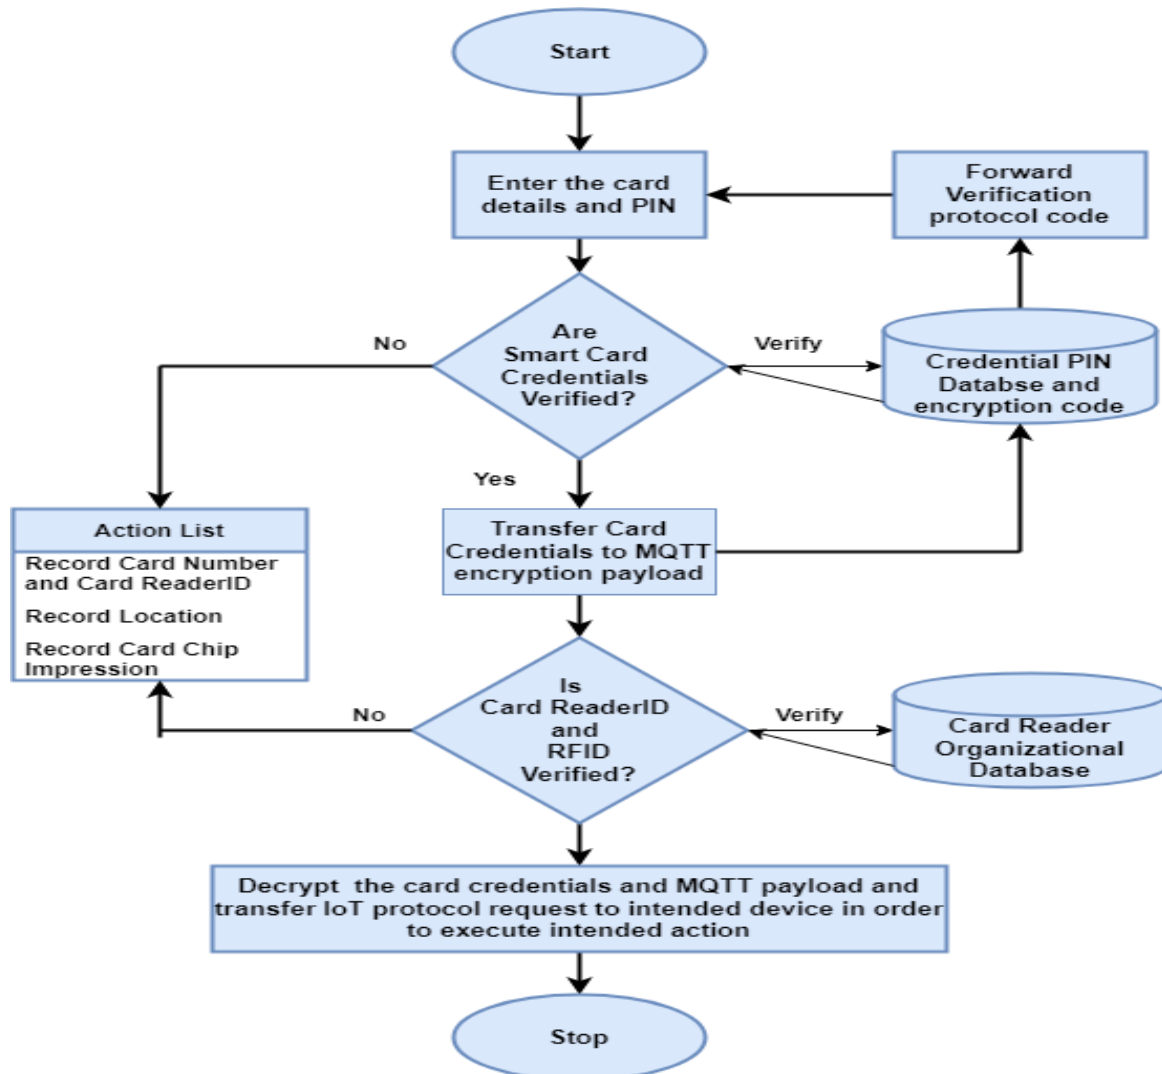 Start
Enter the card
details and PIN
Forward
Verification
protocol code
Are
Smart Card
Credentials
Verified?
No
Verify
Credential PIN
Databse and
encryption code
Yes
Action List
Record Card Number
and Card ReaderID
Record Location
Record Card Chip
Impression
Transfer Card
Credentials to MQTT
encryption payload
Is
Card ReaderID
and
RFID
Verified?
No
Verify
Card Reader
Organizational
Database
Decrypt the card credentials and MQTT payload and
transfer IoT protocol request to intended device in order
to execute intended action
Stop